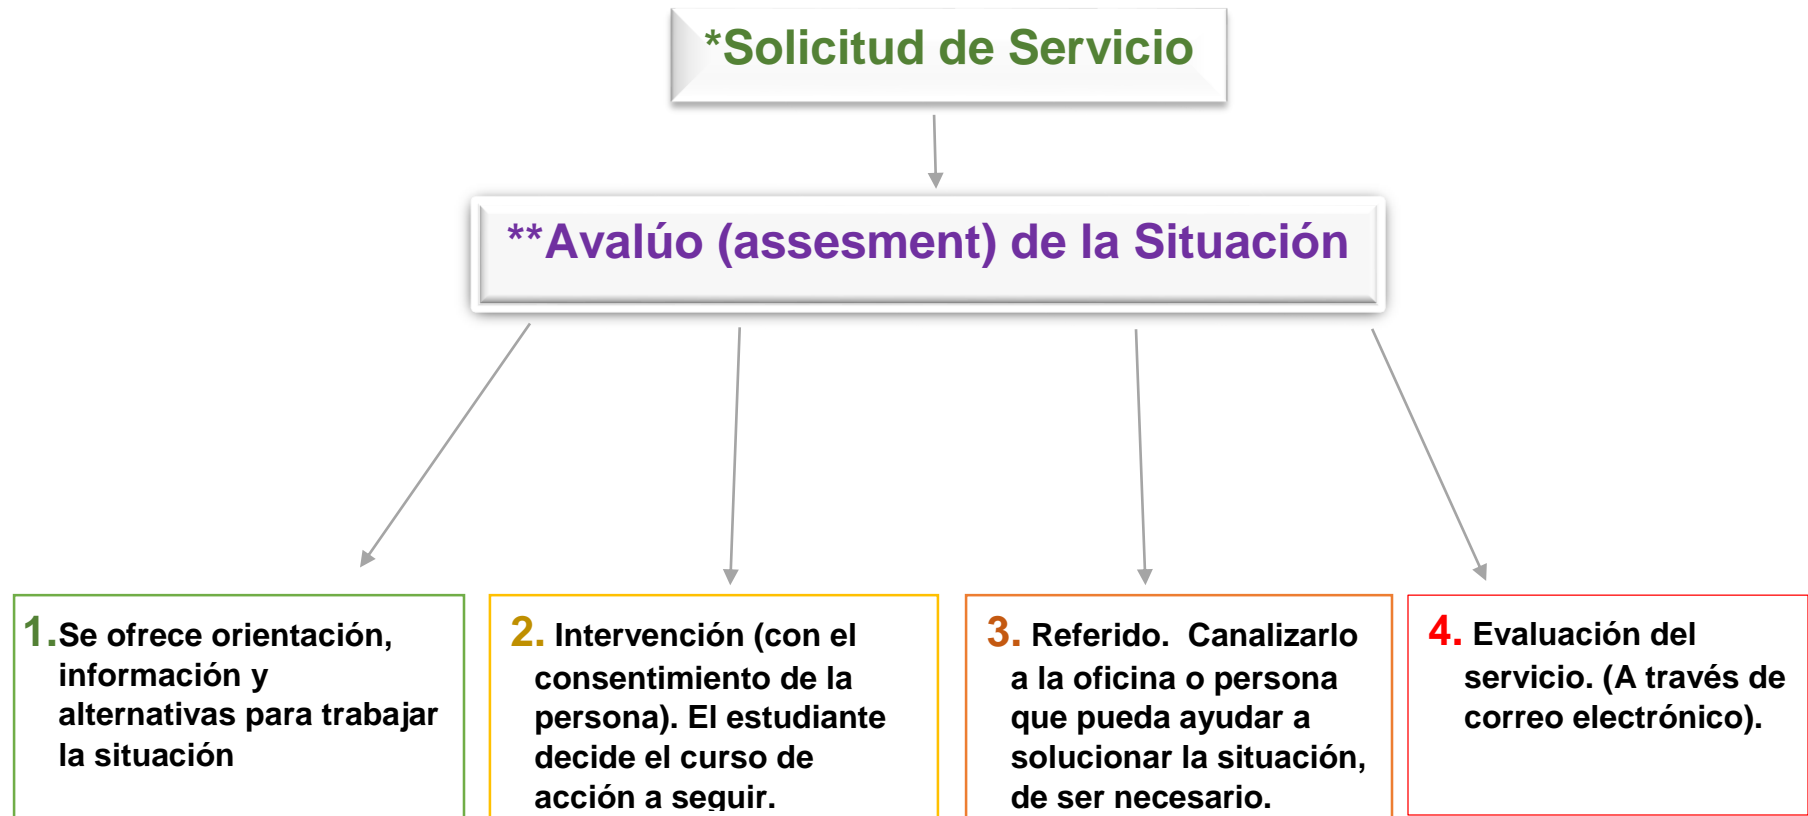 *Solicitud de Servicio
**Avalúo (assesment) de la Situación
1.Se ofrece orientación,
información y
alternativas para trabajar
la situación
2. Intervención (con el
consentimiento de la
persona). El estudiante
decide el curso de
acción a seguir.
3. Referido. Canalizarlo
a la oficina o persona
que pueda ayudar a
solucionar la situación,
de ser necesario.
4. Evaluación del
servicio. (A través de
correo electrónico).